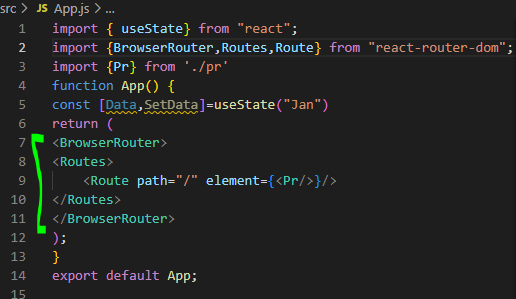 src > JS App.js > ...
1 import { useState} from "react";
2 import {BrowserRouter,Routes,Route} from "react-router-dom";
3 import {Pr} from './pr'
4 function App() {
5 const [Data,SetData]=useState("Jan")
6 return (
7 <BrowserRouter>
8 <Routes>
9     <Route path="/" element={<Pr/>}/>
10 </Routes>
11 </BrowserRouter>
12 );
13 }
14 export default App;
15